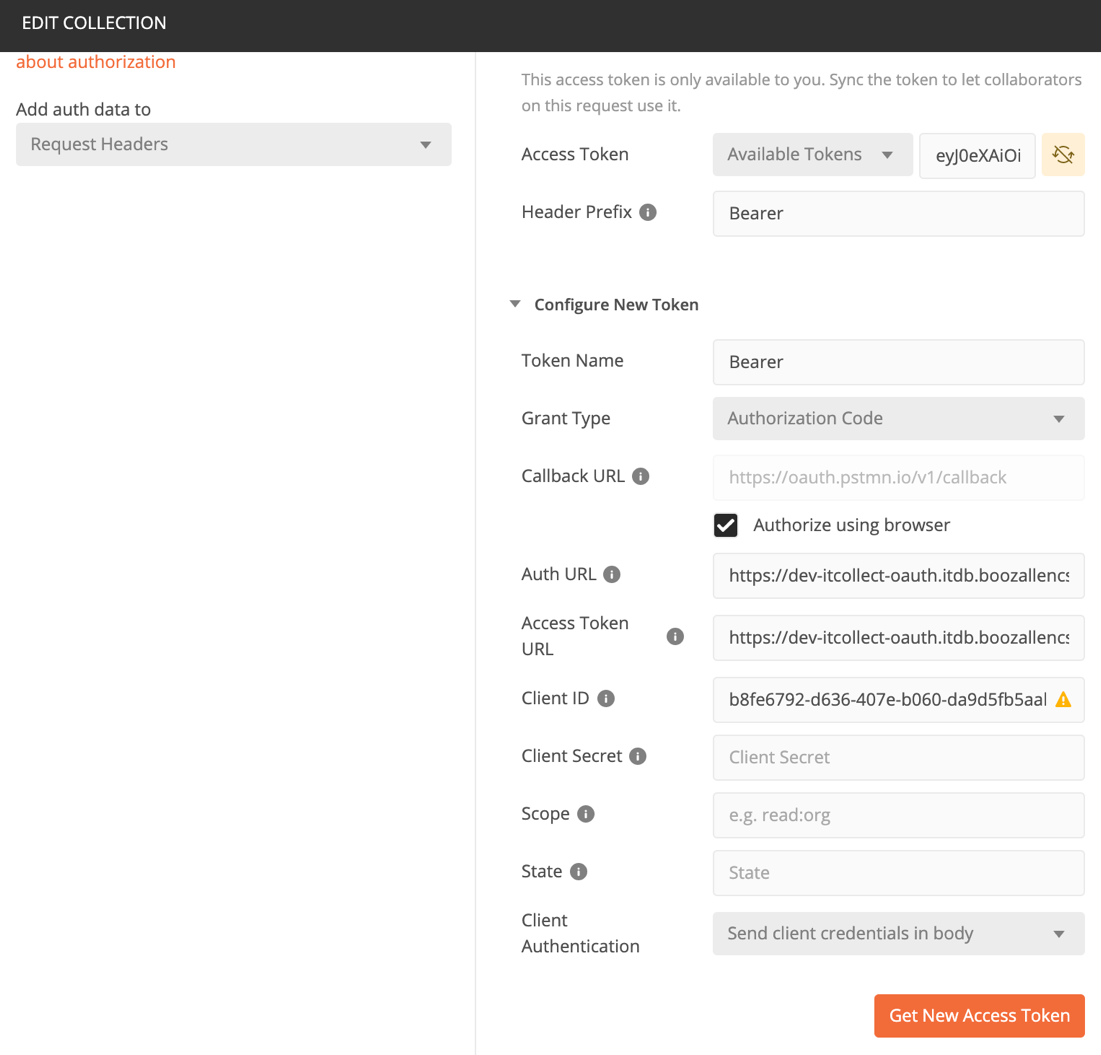 EDIT COLLECTION
about authorization
Add auth data to
Request Headers
This access token is only available to you. Sync the token to let collaborators
on this request use it.
Access Token
Available Tokens
eyJ0eXAiOi
Header Prefix
Bearer
Configure New Token
Token Name
Bearer
Grant Type
Authorization Code
Callback URL
https://oauth.pstmn.io/v1/callback
Authorize using browser
Auth URL
https://dev-itcollect-oauth.itdb.boozallencs
Access Token
URL
https://dev-itcollect-oauth.itdb.boozallencs
Client ID
b8fe6792-d636-407e-b060-da9d5fb5aal
Client Secret
Client Secret
Scope
e.g. read:org
State
State
Client
Authentication
Send client credentials in body
Get New Access Token